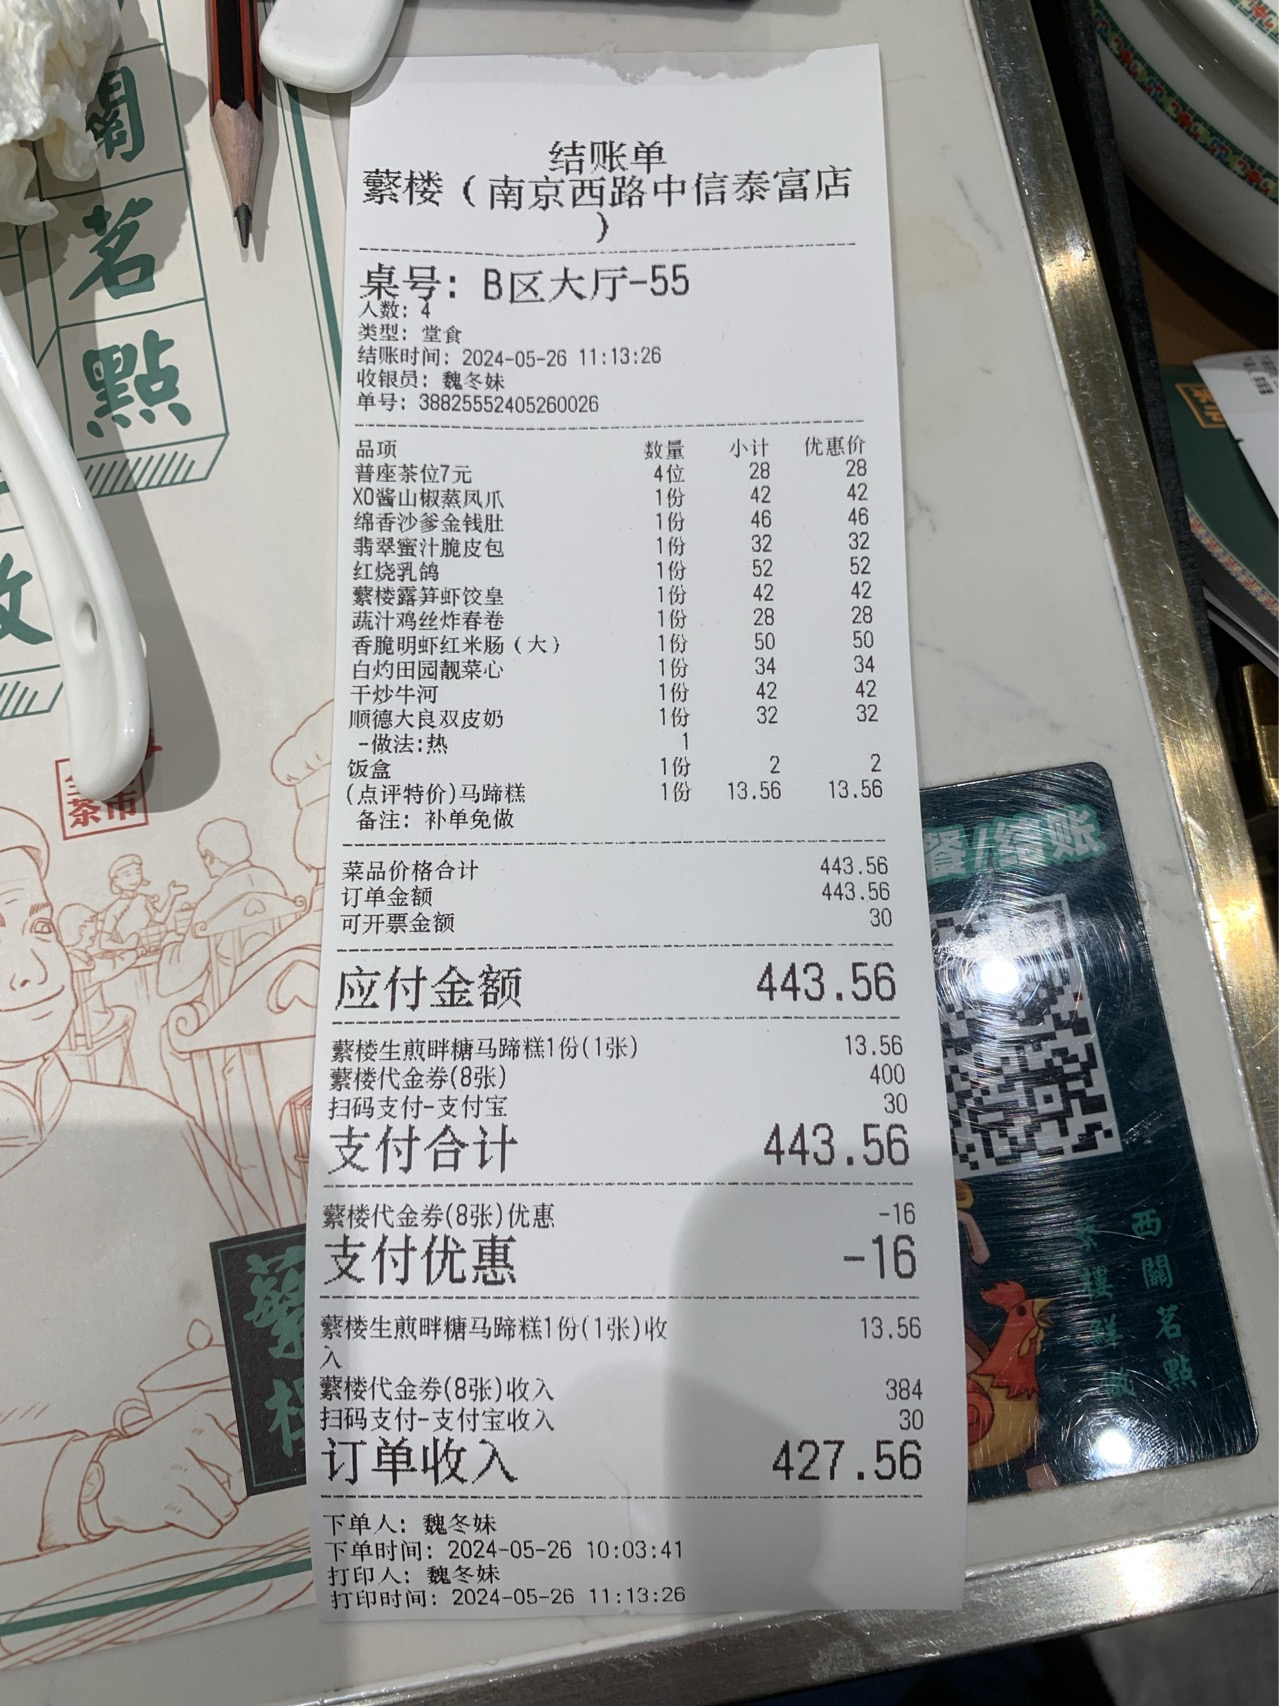 结账单
蘩楼（南京西路中信泰富店
）
桌号: B区大厅-55
人数: 4
类型: 堂食
结账时间: 2024-05-26 11:13:26
收银员: 魏冬妹
单号: 38825552405260026
品项 数量 小计 优惠价
普座茶位7元 4位 28 28
XO酱山椒蒸凤爪 1份 42 42
绵香沙爹金钱肚 1份 46 46
翡翠蜜汁脆皮包 1份 32 32
红烧乳鸽 1份 52 52
蘩楼露笋虾饺皇 1份 42 42
蔬汁鸡丝炸春卷 1份 28 28
香脆明虾红米肠（大） 1份 50 50
白灼田园靓菜心 1份 34 34
干炒牛河 1份 42 42
顺德大良双皮奶 1份 32 32
-做法:热 1
饭盒 1份 2 2
(点评特价)马蹄糕 1份 13.56 13.56
备注: 补单免做
菜品价格合计 443.56
订单金额 443.56
可开票金额 30
应付金额 443.56
蘩楼生煎畔糖马蹄糕1份(1张) 13.56
蘩楼代金券(8张) 400
扫码支付-支付宝 30
支付合计 443.56
蘩楼代金券(8张)优惠 -16
支付优惠 -16
蘩楼生煎畔糖马蹄糕1份(1张)收
入 13.56
蘩楼代金券(8张)收入 384
扫码支付-支付宝收入 30
订单收入 427.56
下单人: 魏冬妹
下单时间: 2024-05-26 10:03:41
打印人: 魏冬妹
打印时间: 2024-05-26 11:13:26
關茗點
茶市
餐/结账
西關茗點